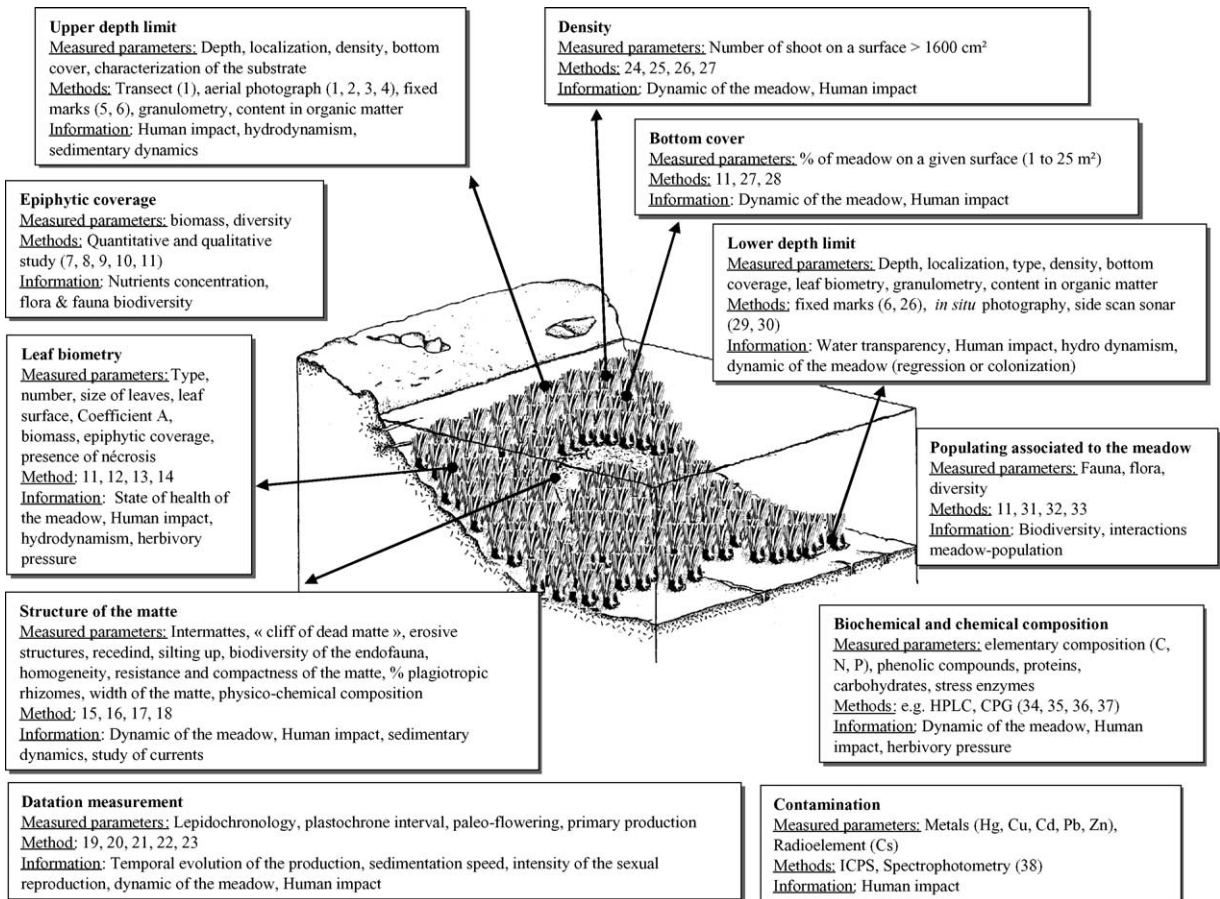 Upper depth limit
Measured parameters: Depth, localization, density, bottom
cover, characterization of the substrate
Methods: Transect (1), aerial photograph (1, 2, 3, 4), fixed
marks (5, 6), granulometry, content in organic matter
Information: Human impact, hydrodynamism,
sedimentary dynamics
Density
Measured parameters: Number of shoot on a surface > 1600 cm²
Methods: 24, 25, 26, 27
Information: Dynamic of the meadow, Human impact
Bottom cover
Measured parameters: % of meadow on a given surface (1 to 25 m²)
Methods: 11, 27, 28
Information: Dynamic of the meadow, Human impact
Epiphytic coverage
Measured parameters: biomass, diversity
Methods: Quantitative and qualitative
study (7, 8, 9, 10, 11)
Information: Nutrients concentration,
flora & fauna biodiversity
Lower depth limit
Measured parameters: Depth, localization, type, density, bottom
coverage, leaf biometry, granulometry, content in organic matter
Methods: fixed marks (6, 26), in situ photography, side scan sonar
(29, 30)
Information: Water transparency, Human impact, hydro dynamism,
dynamic of the meadow (regression or colonization)
Leaf biometry
Measured parameters: Type,
number, size of leaves, leaf
surface, Coefficient A,
biomass, epiphytic coverage,
presence of nécrosis
Method: 11, 12, 13, 14
Information: State of health of
the meadow, Human impact,
hydrodynamism, herbivory
pressure
Populating associated to the meadow
Measured parameters: Fauna, flora,
diversity
Methods: 11, 31, 32, 33
Information: Biodiversity, interactions
meadow-population
Structure of the matte
Measured parameters: Intermattes, « cliff of dead matte », erosive
structures, recedind, silting up, biodiversity of the endofauna,
homogeneity, resistance and compactness of the matte, % plagiotropic
rhizomes, width of the matte, physico-chemical composition
Method: 15, 16, 17, 18
Information: Dynamic of the meadow, Human impact, sedimentary
dynamics, study of currents
Biochemical and chemical composition
Measured parameters: elementary composition (C,
N, P), phenolic compounds, proteins,
carbohydrates, stress enzymes
Methods: e.g. HPLC, CPG (34, 35, 36, 37)
Information: Dynamic of the meadow, Human
impact, herbivory pressure
Datation measurement
Measured parameters: Lepidochronology, plastochrone interval, paleo-flowering, primary production
Method: 19, 20, 21, 22, 23
Information: Temporal evolution of the production, sedimentation speed, intensity of the sexual
reproduction, dynamic of the meadow, Human impact
Contamination
Measured parameters: Metals (Hg, Cu, Cd, Pb, Zn),
Radioelement (Cs)
Methods: ICPS, Spectrophotometry (38)
Information: Human impact